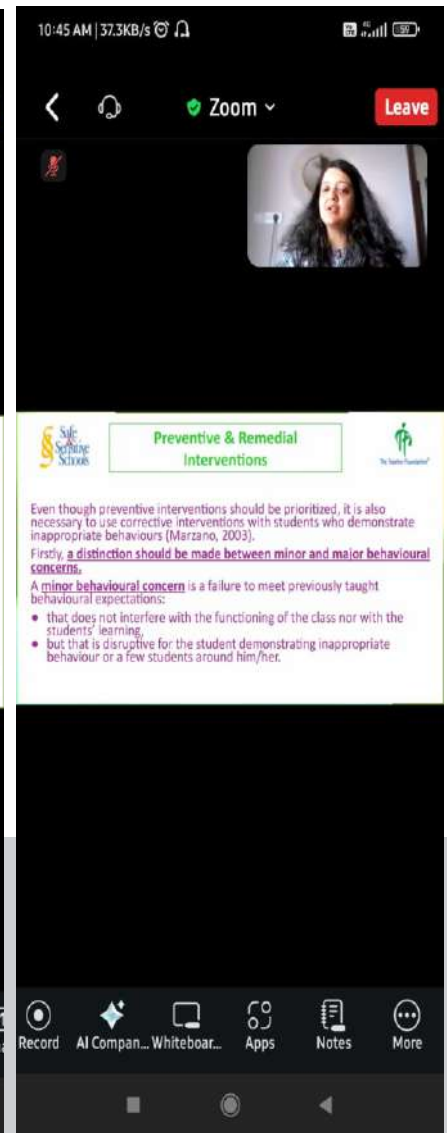 10:45 AM | 37.3KB/s
59
Zoom
Leave
Safe
&
Sensitive
Schools
Preventive & Remedial
Interventions
The Teacher Foundation
Even though preventive interventions should be prioritized, it is also
necessary to use corrective interventions with students who demonstrate
inappropriate behaviours (Marzano, 2003).
Firstly, a distinction should be made between minor and major behavioural
concerns.
A minor behavioural concern is a failure to meet previously taught
behavioural expectations:
• that does not interfere with the functioning of the class nor with the
students' learning,
• but that is disruptive for the student demonstrating inappropriate
behaviour or a few students around him/her.
Record AI Compan... Whiteboar... Apps Notes More